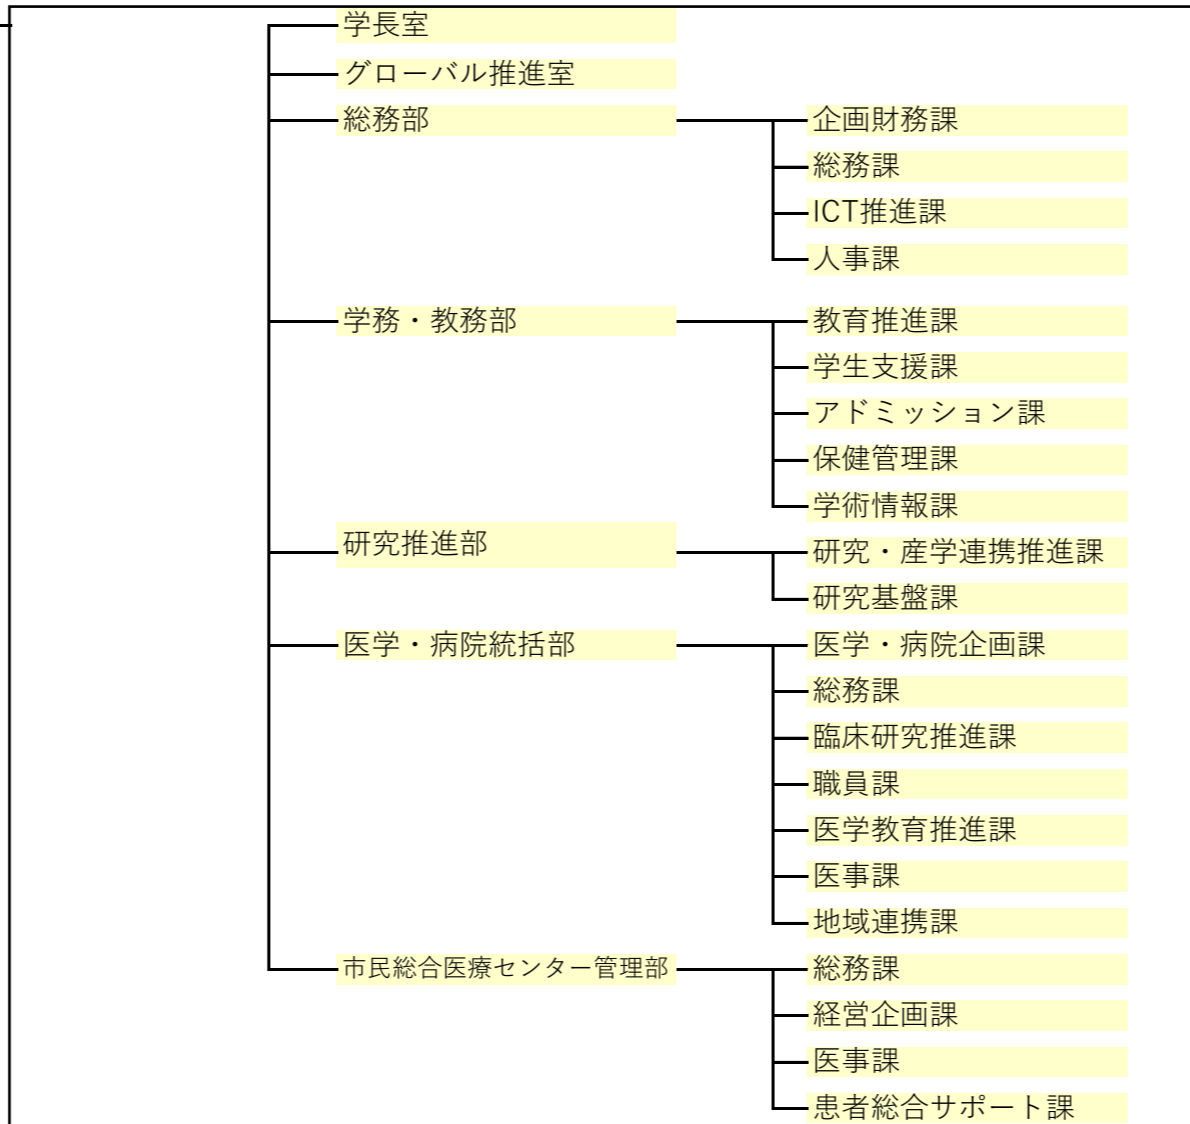 学長室
グローバル推進室
総務部
企画財務課
総務課
ICT推進課
人事課
学務・教務部
教育推進課
学生支援課
アドミッション課
保健管理課
学術情報課
研究推進部
研究・産学連携推進課
研究基盤課
医学・病院統括部
医学・病院企画課
総務課
臨床研究推進課
職員課
医学教育推進課
医事課
地域連携課
市民総合医療センター管理部
総務課
経営企画課
医事課
患者総合サポート課